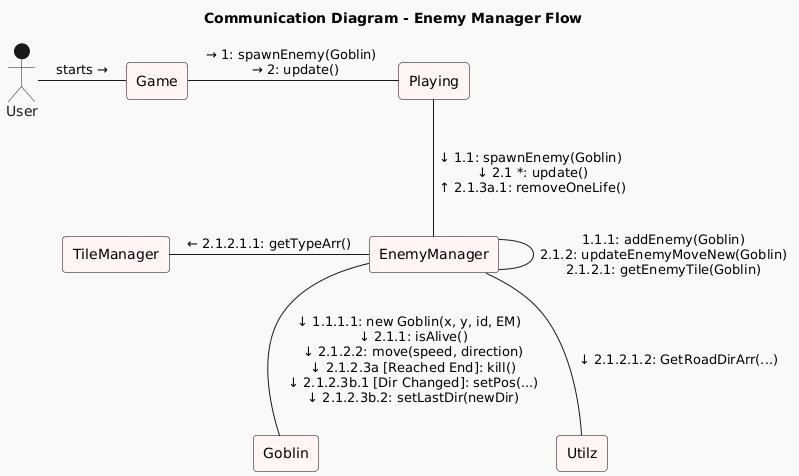 Communication Diagram - Enemy Manager Flow
User
starts →
Game
→ 1: spawnEnemy(Goblin)
→ 2: update()
Playing
↓ 1.1: spawnEnemy(Goblin)
↓ 2.1 *: update()
↑ 2.1.3a.1: removeOneLife()
TileManager
← 2.1.2.1.1: getTypeArr()
EnemyManager
1.1.1: addEnemy(Goblin)
2.1.2: updateEnemyMoveNew(Goblin)
2.1.2.1: getEnemyTile(Goblin)
↓ 1.1.1.1: new Goblin(x, y, id, EM)
↓ 2.1.1: isAlive()
↓ 2.1.2.2: move(speed, direction)
↓ 2.1.2.3a [Reached End]: kill()
↓ 2.1.2.3b.1 [Dir Changed]: setPos(...)
↓ 2.1.2.3b.2: setLastDir(newDir)
↓ 2.1.2.1.2: GetRoadDirArr(...)
Goblin
Utilz